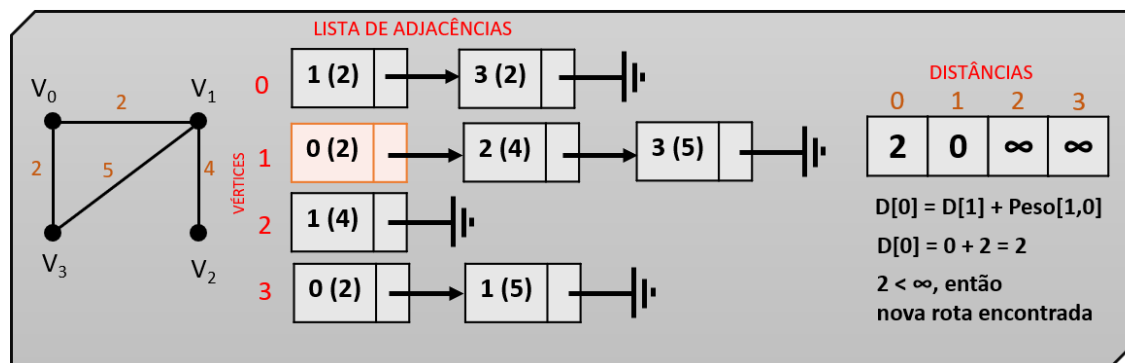 LISTA DE ADJACÊNCIAS
V0 2 V1
2 5 4
V3 V2
VÉRTICES
0 1 (2) 3 (2)
1 0 (2) 2 (4) 3 (5)
2 1 (4)
3 0 (2) 1 (5)
DISTÂNCIAS
0 1 2 3
2 0 ∞ ∞
D[0] = D[1] + Peso[1,0]
D[0] = 0 + 2 = 2
2 < ∞, então
nova rota encontrada